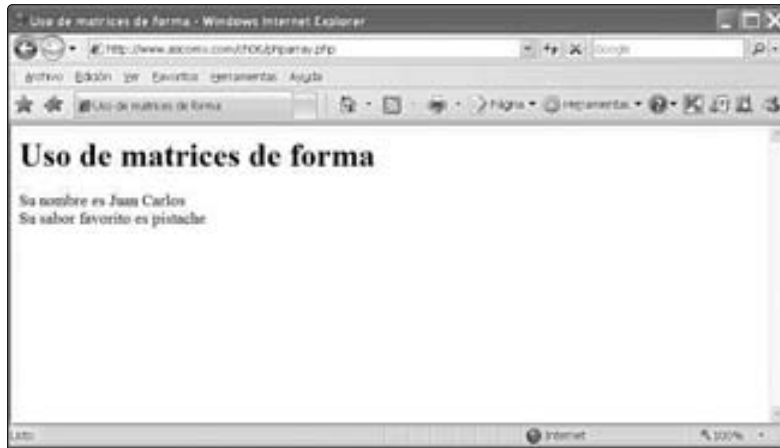 Uso de matrices de forma - Windows Internet Explorer
Google
Archivo Edición Ver Favoritos Herramientas Ayuda
Uso de matrices de forma
Página Herramientas
Uso de matrices de forma
Su nombre es Juan Carlos
Su sabor favorito es pistache
Listo
Internet
100%